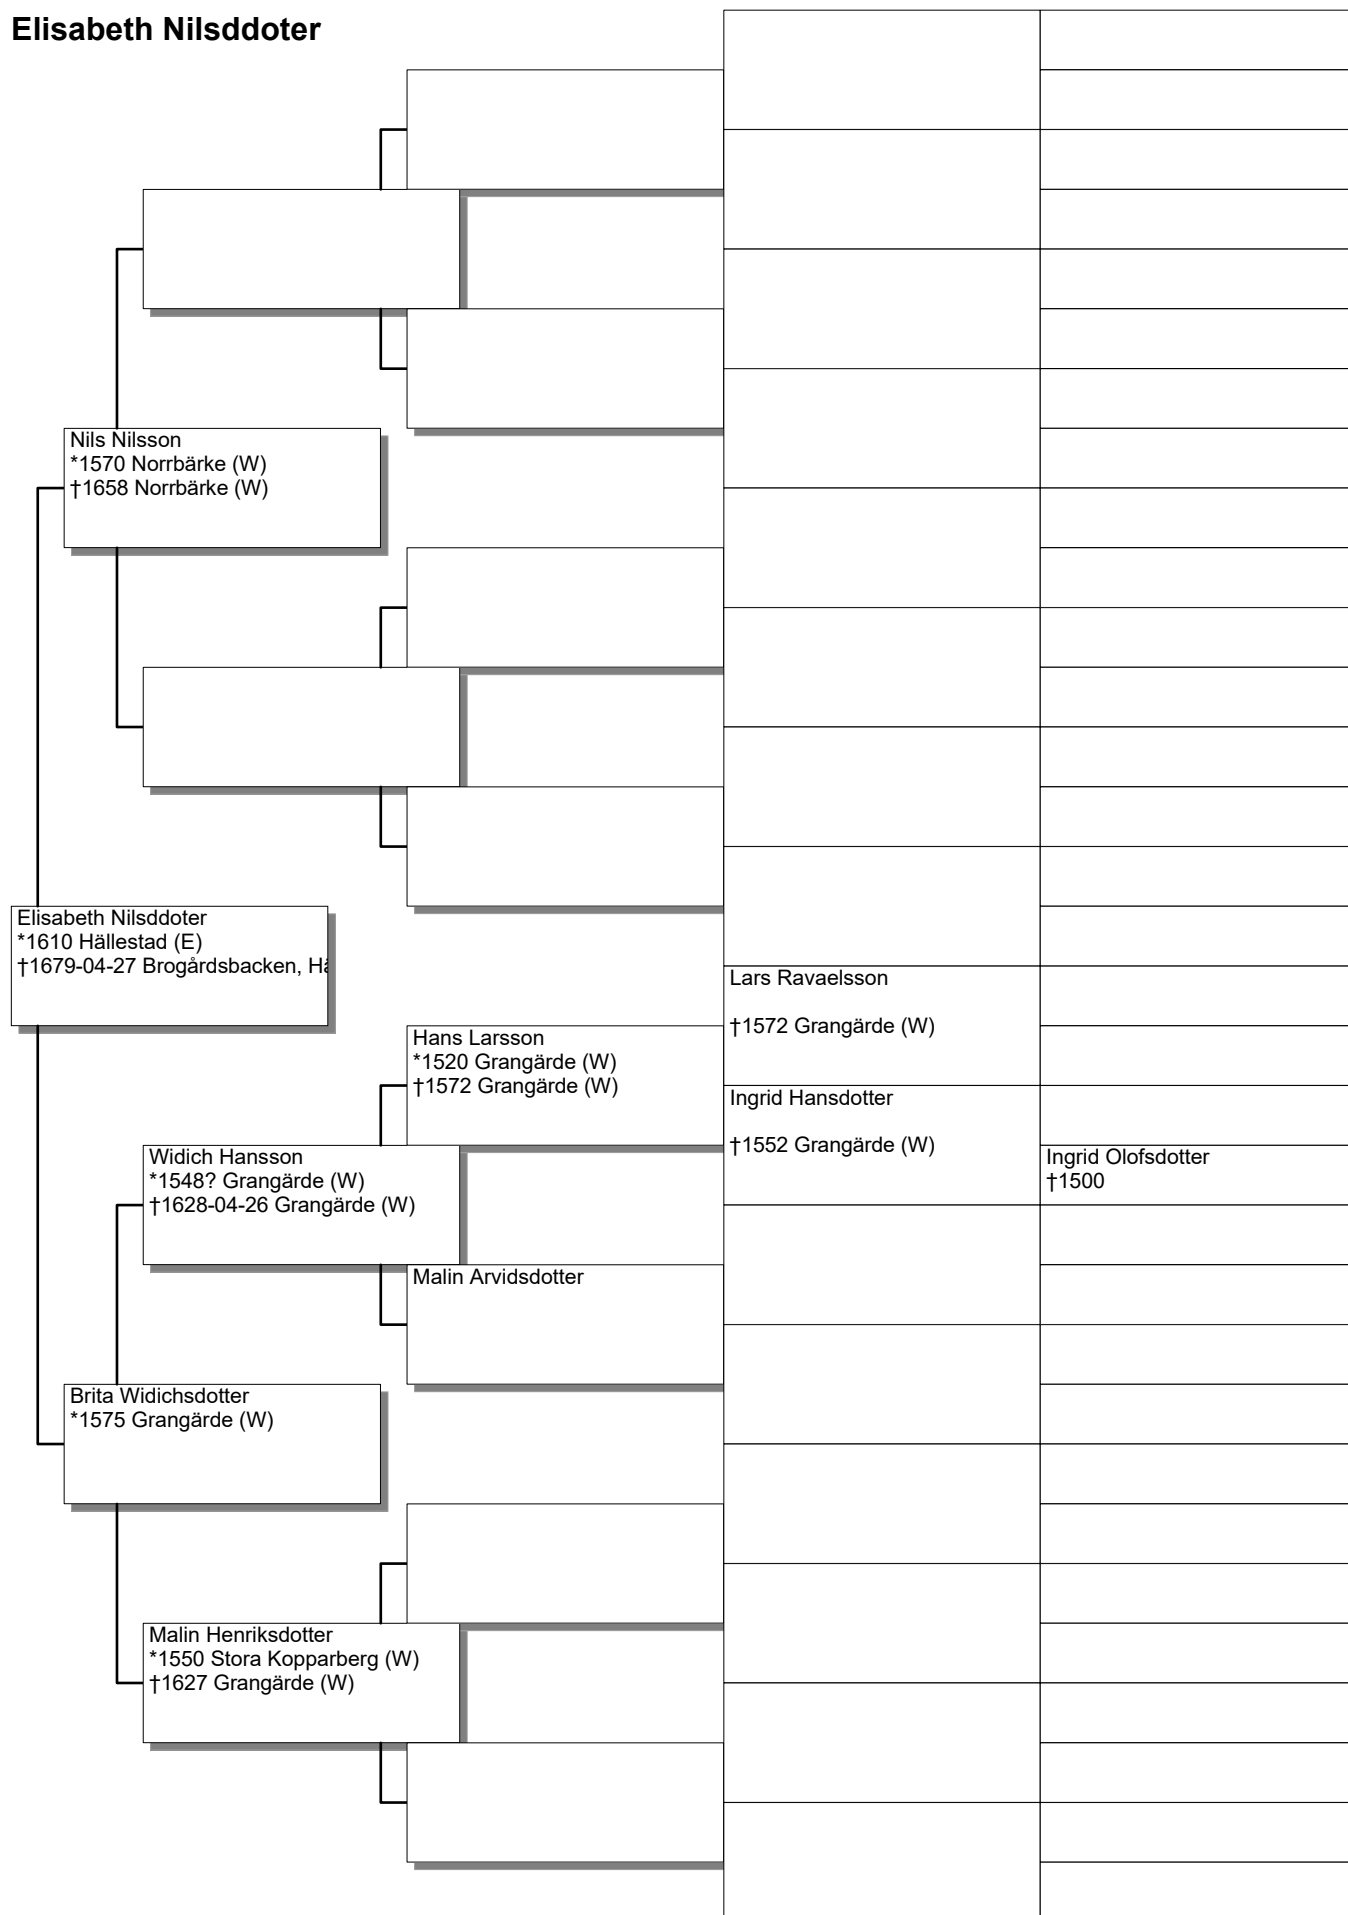 Elisabeth Nilsddoter
Nils Nilsson
*1570 Norrbärke (W)
†1658 Norrbärke (W)
Elisabeth Nilsddoter
*1610 Hällestad (E)
†1679-04-27 Brogårdsbacken,
Lars Ravaelsson
†1572 Grangärde (W)
Hans Larsson
*1520 Grangärde (W)
†1572 Grangärde (W)
Ingrid Hansdotter
†1552 Grangärde (W)
Ingrid Olofsdotter
†1500
Widich Hansson
*1548? Grangärde (W)
†1628-04-26 Grangärde (W)
Malin Arvidsdotter
Brita Widichsdotter
*1575 Grangärde (W)
Malin Henriksdotter
*1550 Stora Kopparberg (W)
†1627 Grangärde (W)